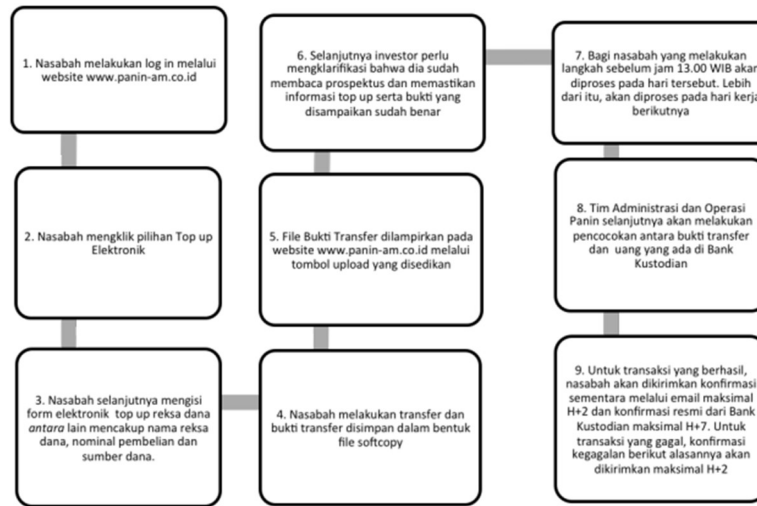 1. Nasabah melakukan log in melalui
website www.panin-am.co.id
2. Nasabah mengklik pilihan Top up
Elektronik
3. Nasabah selanjutnya mengisi
form elektronik top up reksa dana
antara lain mencakup nama reksa
dana, nominal pembelian dan
sumber dana.
4. Nasabah melakukan transfer dan
bukti transfer disimpan dalam bentuk
file softcopy
5. File Bukti Transfer dilampirkan pada
website www.panin-am.co.id melalui
tombol upload yang disedikan
6. Selanjutnya investor perlu
mengklarifikasi bahwa dia sudah
membaca prospektus dan memastikan
informasi top up serta bukti yang
disampaikan sudah benar
7. Bagi nasabah yang melakukan
langkah sebelum jam 13.00 WIB akan
diproses pada hari tersebut. Lebih
dari itu, akan diproses pada hari kerja
berikutnya
8. Tim Administrasi dan Operasi
Panin selanjutnya akan melakukan
pencocokan antara bukti transfer
dan uang yang ada di Bank
Kustodian
9. Untuk transaksi yang berhasil,
nasabah akan dikirimkan konfirmasi
sementara melalui email maksimal
H+2 dan konfirmasi resmi dari Bank
Kustodian maksimal H+7. Untuk
transaksi yang gagal, konfirmasi
kegagalan berikut alasannya akan
dikirimkan maksimal H+2